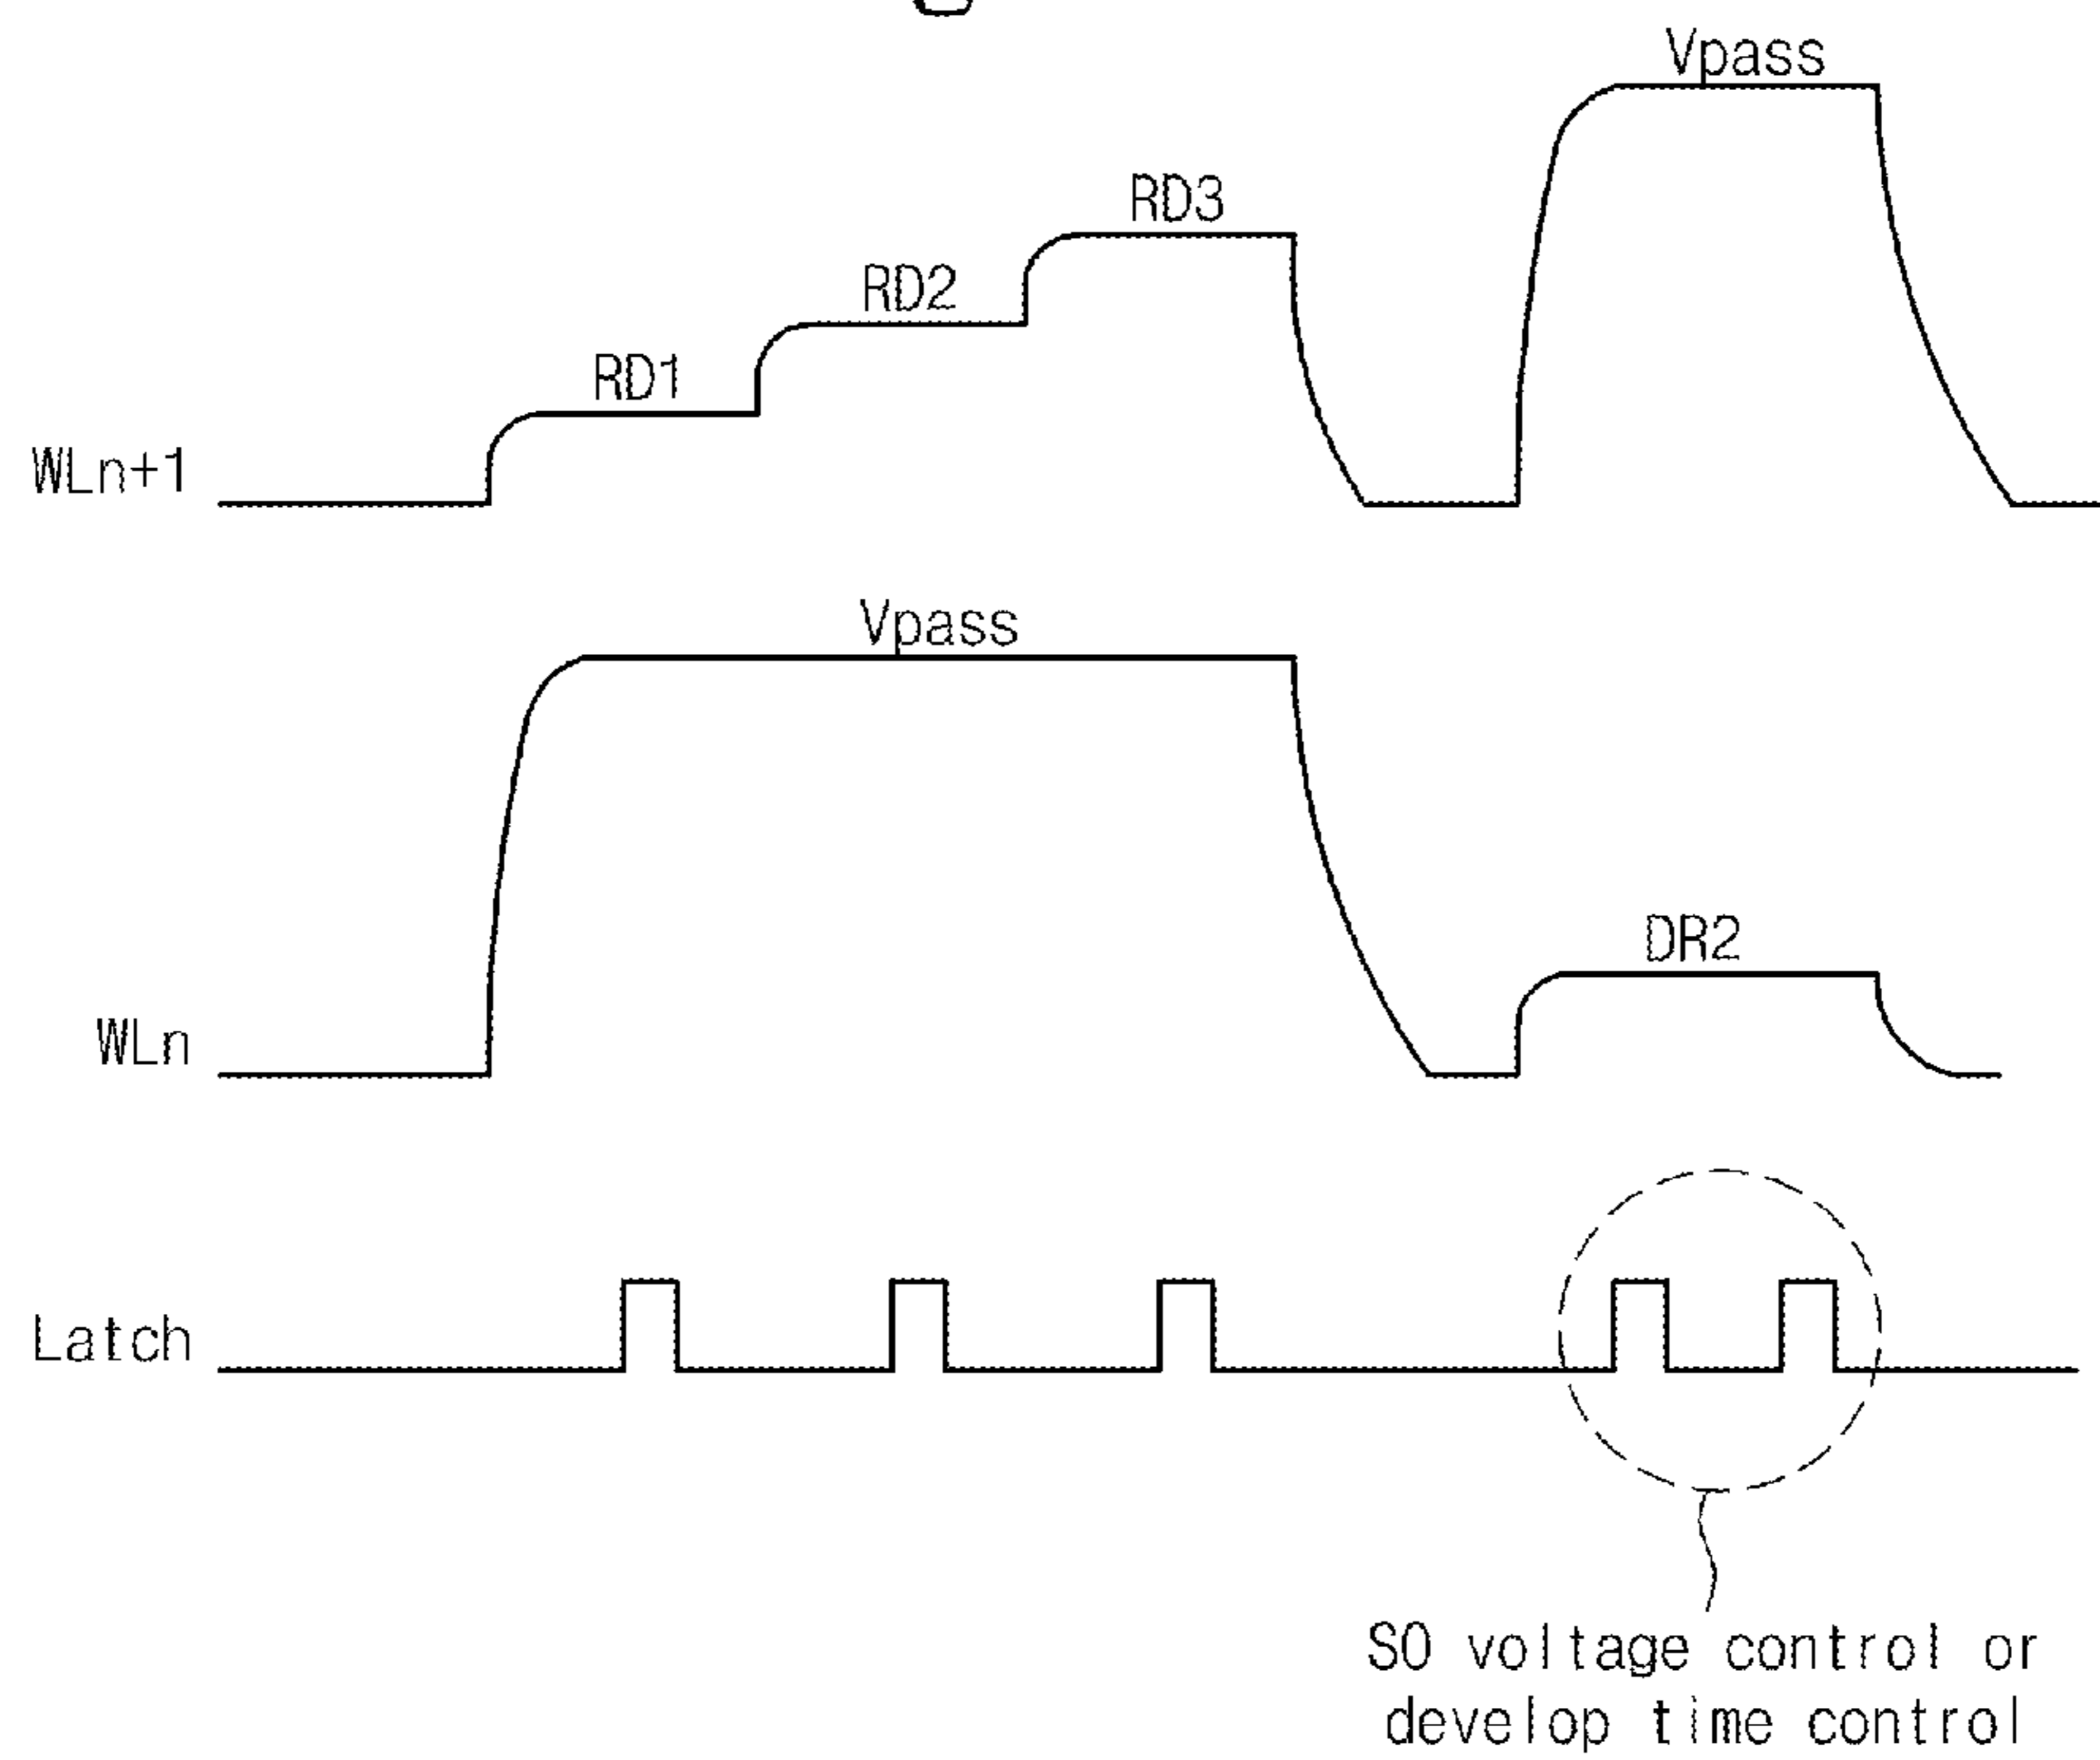 Vpass
RD3
RD2
RD1
WLn+1
Vpass
DR2
WLn
Latch
SO voltage control or
develop time control